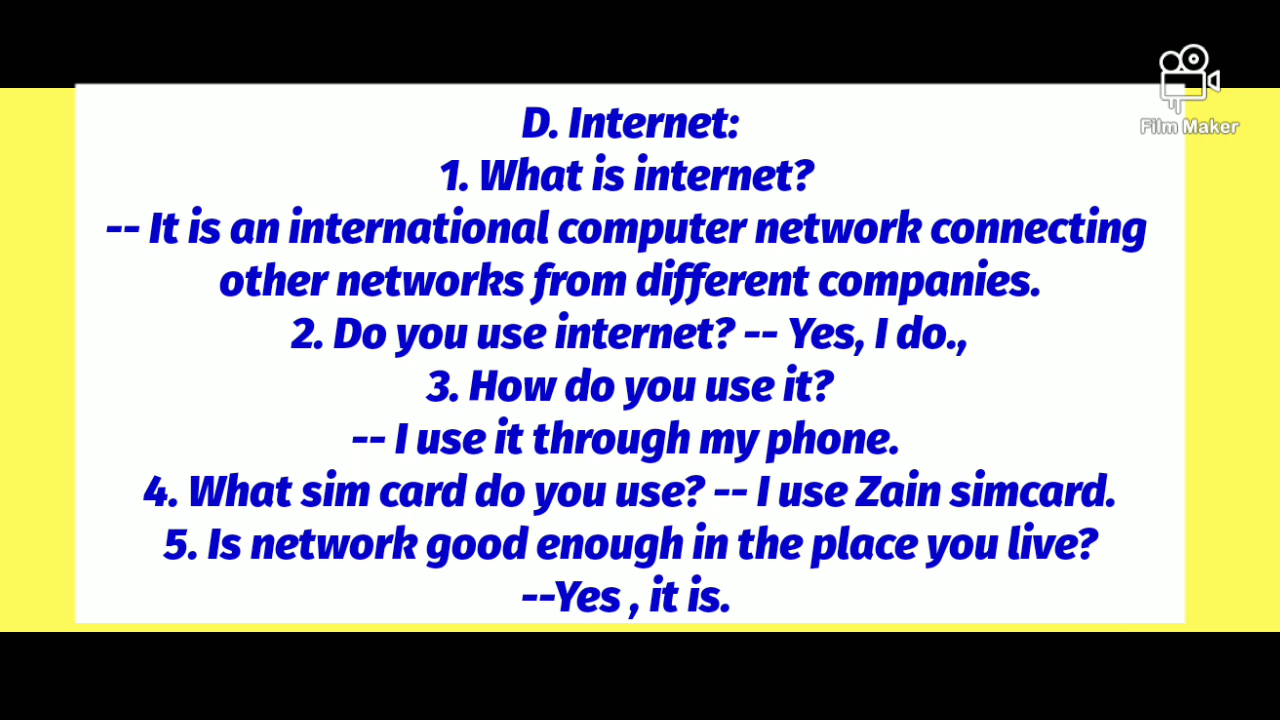 Film Maker
D. Internet:
1. What is internet?
-- It is an international computer network connecting
other networks from different companies.
2. Do you use internet? -- Yes, I do.,
3. How do you use it?
-- I use it through my phone.
4. What sim card do you use? -- I use Zain simcard.
5. Is network good enough in the place you live?
--Yes , it is.